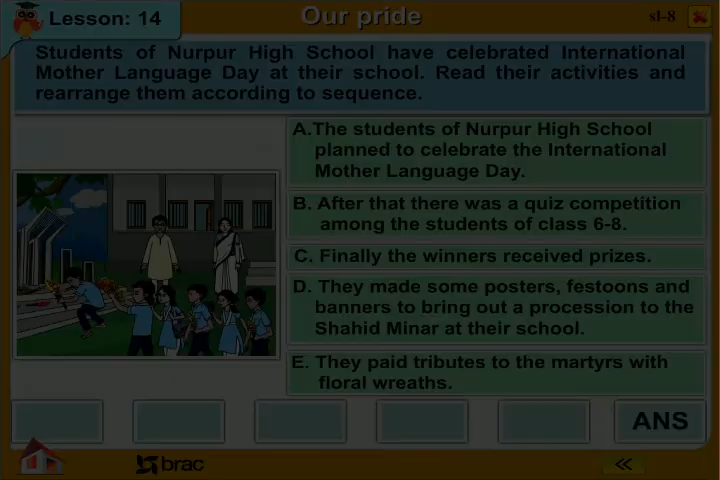 Lesson: 14
Our pride
sl-8
Students of Nurpur High School have celebrated International
Mother Language Day at their school. Read their activities and
rearrange them according to sequence.
A.The students of Nurpur High School
planned to celebrate the International
Mother Language Day.
B. After that there was a quiz competition
among the students of class 6-8.
C. Finally the winners received prizes.
D. They made some posters, festoons and
banners to bring out a procession to the
Shahid Minar at their school.
E. They paid tributes to the martyrs with
floral wreaths.
ANS
brac